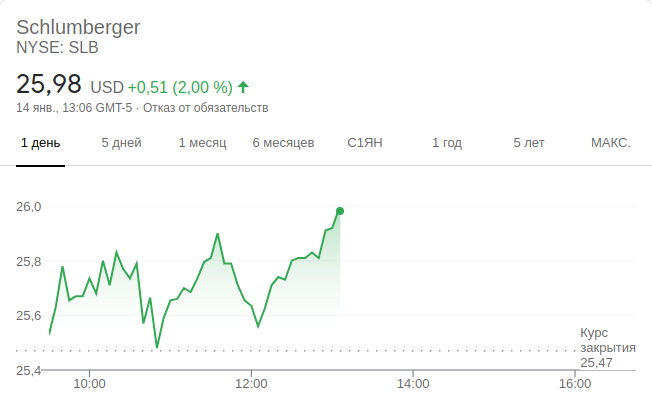 Schlumberger
NYSE: SLB
25,98 USD +0,51 (2,00 %)
14 янв., 13:06 GMT-5 · Отказ от обязательств
1 день 5 дней 1 месяц 6 месяцев С1ЯН 1 год 5 лет МАКС.
26,0
25,8
25,6
Курс
закрытия
25,47
25,4
10:00 12:00 14:00 16:00